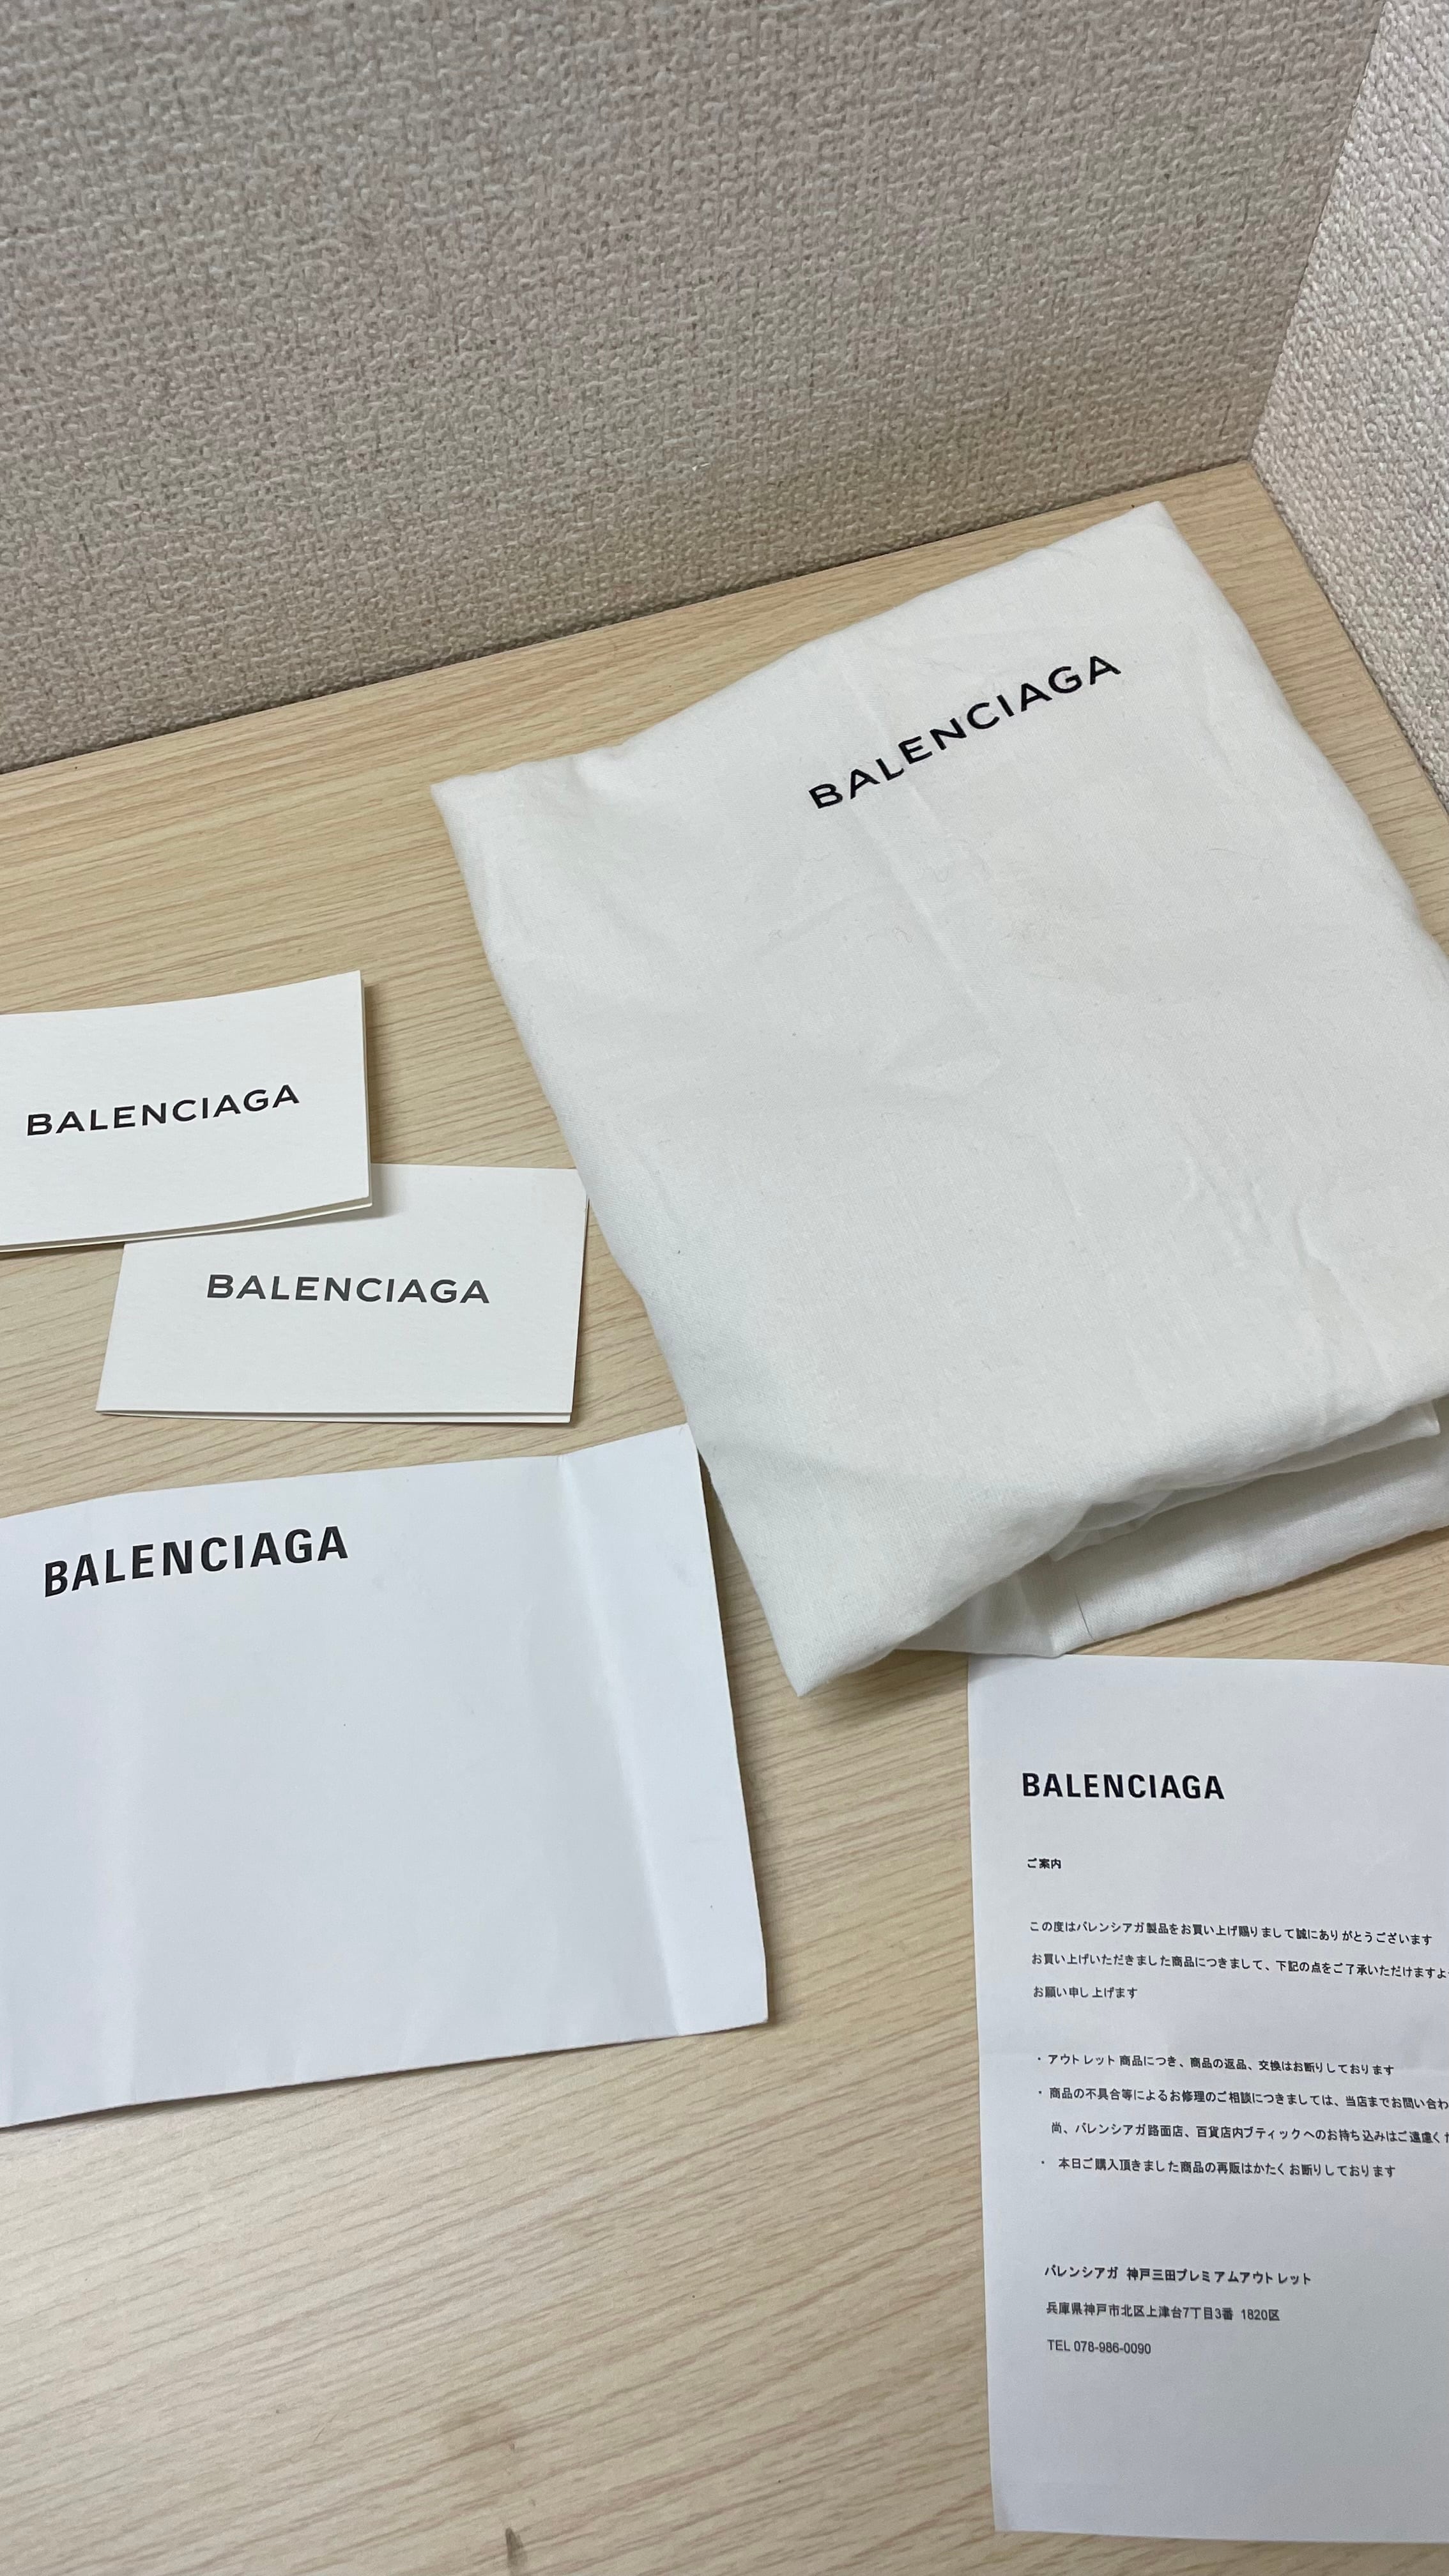 BALENCIAGA
BALENCIAGA
BALENCIAGA
BALENCIAGA
BALENCIAGA
ご案内
この度はバレンシアガ製品をお買い上げ賜りまして誠にありがとうございます
お買い上げいただきました商品につきまして、下記の点をご了承いただけますよ
お願い申し上げます
・アウトレット商品につき、商品の返品、交換はお断りしております
・商品の不具合等によるお修理のご相談につきましては、当店までお問い合わ
尚、バレンシアガ路面店、百貨店内ブティックへのお持ち込みはご遠慮くだ
・ 本日ご購入頂きました商品の再販はかたくお断りしております
バレンシアガ 神戸三田プレミアムアウトレット
兵庫県神戸市北区上津台7丁目3番 1820区
TEL 078-986-0090